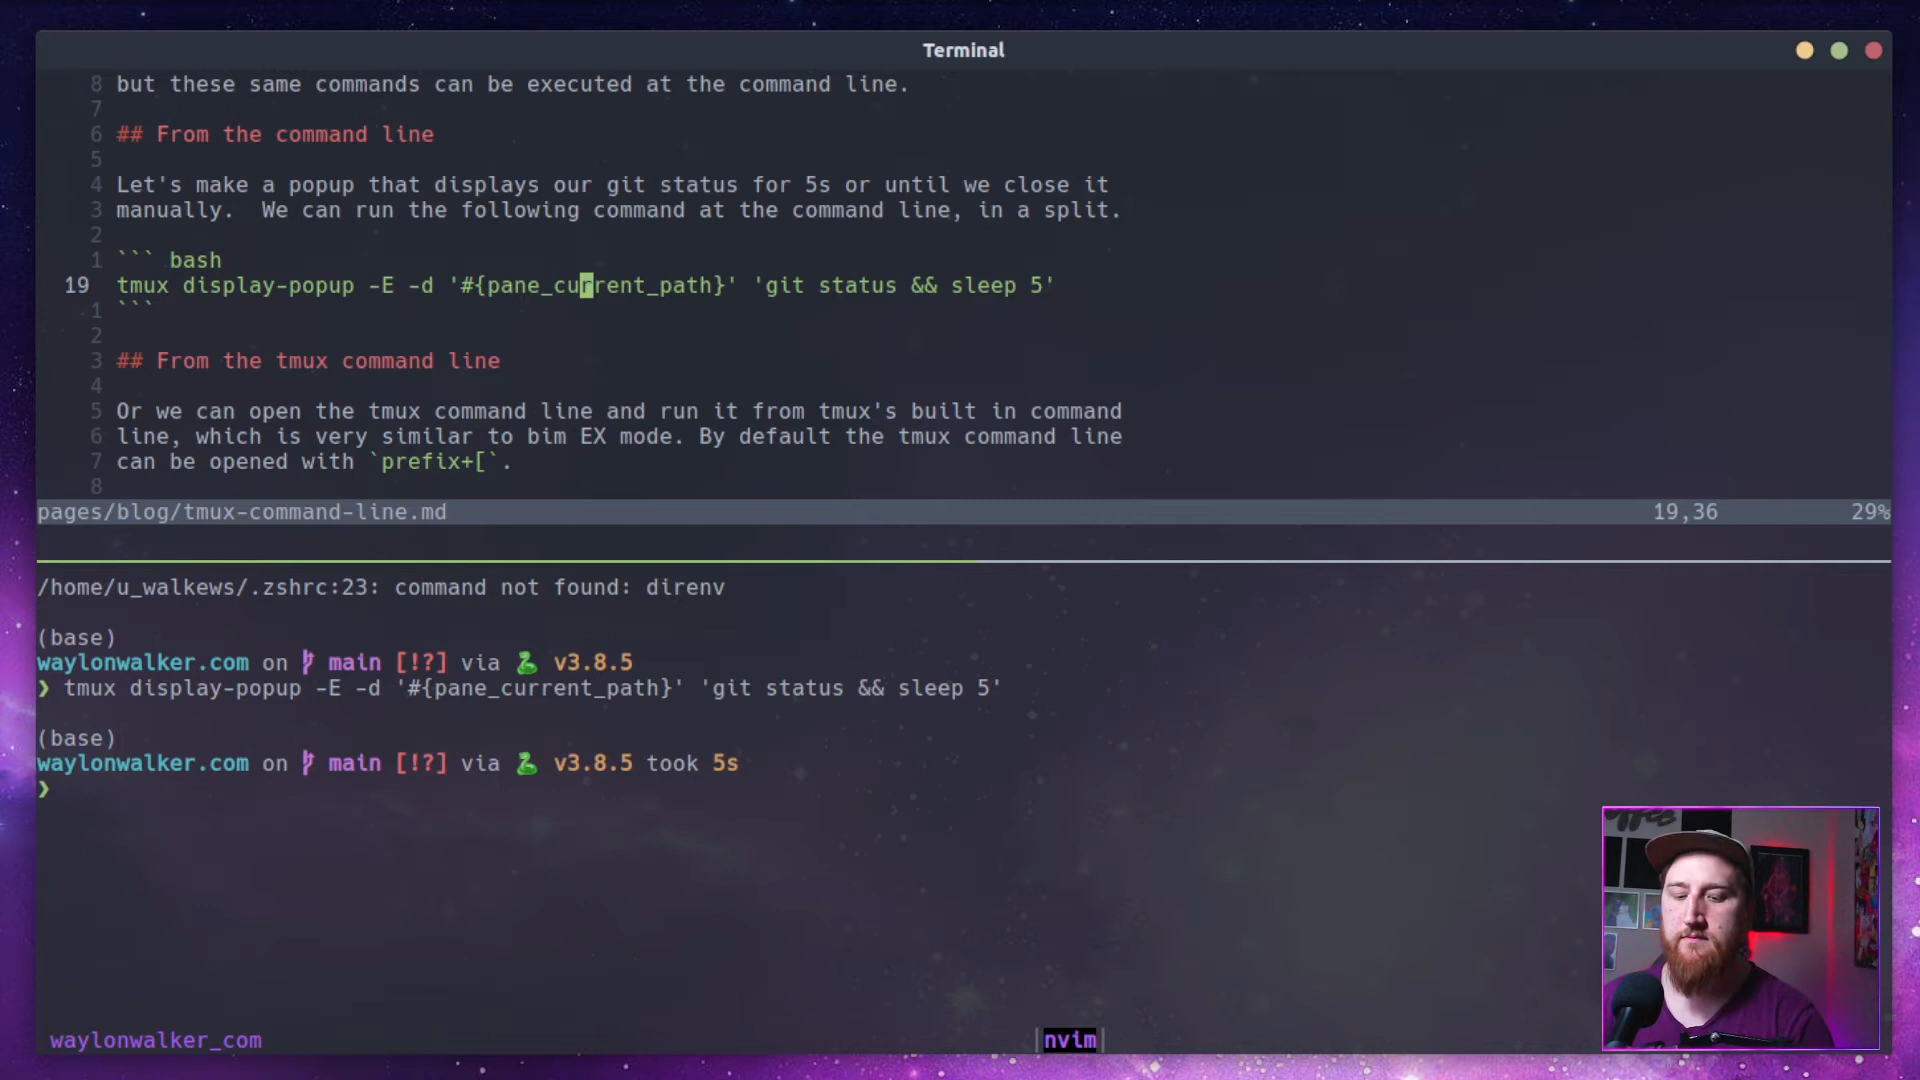 Terminal
8 but these same commands can be executed at the command line.
7
6 ## From the command line
5
4 Let's make a popup that displays our git status for 5s or until we close it
3 manually.  We can run the following command at the command line, in a split.
2
1 ``` bash
19 tmux display-popup -E -d '#{pane_current_path}' 'git status && sleep 5'
1 ```
2
3 ## From the tmux command line
4
5 Or we can open the tmux command line and run it from tmux's built in command
6 line, which is very similar to bim EX mode. By default the tmux command line
7 can be opened with `prefix+[`.
8
pages/blog/tmux-command-line.md 19,36 29%
/home/u_walkews/.zshrc:23: command not found: direnv
(base)
waylonwalker.com on main [!?] via 🐍 v3.8.5
❯ tmux display-popup -E -d '#{pane_current_path}' 'git status && sleep 5'
(base)
waylonwalker.com on main [!?] via 🐍 v3.8.5 took 5s
❯
waylonwalker_com |nvim|